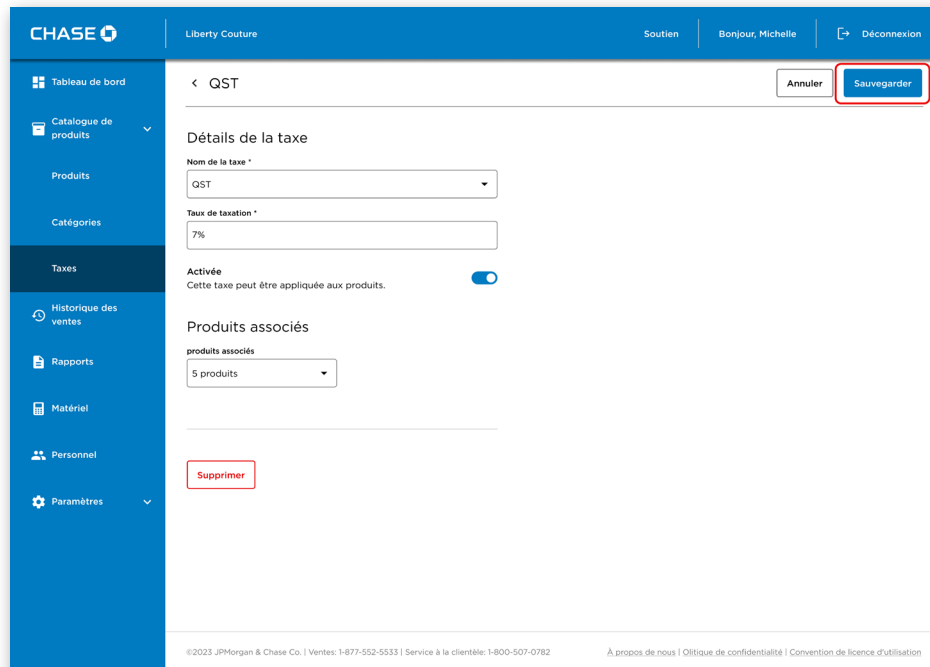 CHASE
Liberty Couture
Soutien
Bonjour, Michelle
Déconnexion
Tableau de bord
Catalogue de
produits
Produits
Catégories
Taxes
Historique des
ventes
Rapports
Matériel
Personnel
Paramètres
QST
Annuler
Sauvegarder
Détails de la taxe
Nom de la taxe *
QST
Taux de taxation *
7%
Activée
Cette taxe peut être appliquée aux produits.
Produits associés
produits associés
5 produits
Supprimer
©2023 JPMorgan & Chase Co. | Ventes: 1-877-552-5533 | Service à la clientèle: 1-800-507-0782
À propos de nous | Olitique de confidentialité | Convention de licence d'utilisation